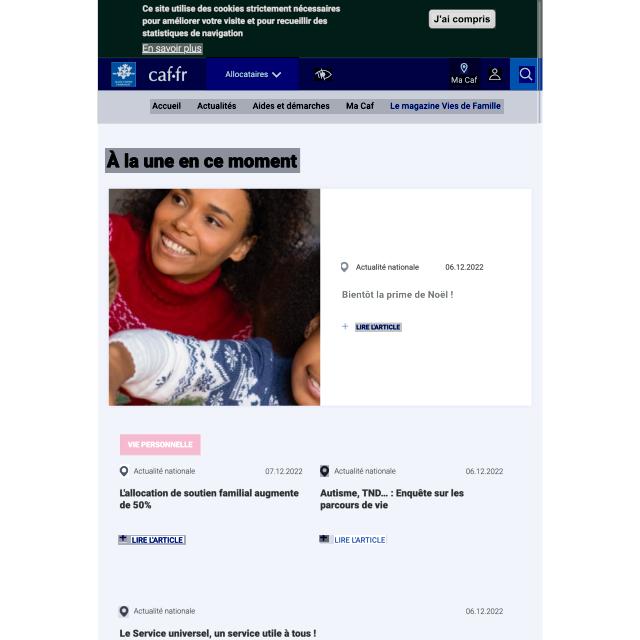 Ce site utilise des cookies strictement nécessaires
pour améliorer votre visite et pour recueillir des
statistiques de navigation
En savoir plus
J'ai compris
caf·fr
Allocataires
Ma Caf
Accueil Actualités Aides et démarches Ma Caf Le magazine Vies de Famille
À la une en ce moment
Actualité nationale 06.12.2022
Bientôt la prime de Noël !
+ LIRE L'ARTICLE
VIE PERSONNELLE
Actualité nationale 07.12.2022
L'allocation de soutien familial augmente
de 50%
+ LIRE L'ARTICLE
Actualité nationale 06.12.2022
Autisme, TND... : Enquête sur les
parcours de vie
+ LIRE L'ARTICLE
Actualité nationale 06.12.2022
Le Service universel, un service utile à tous !